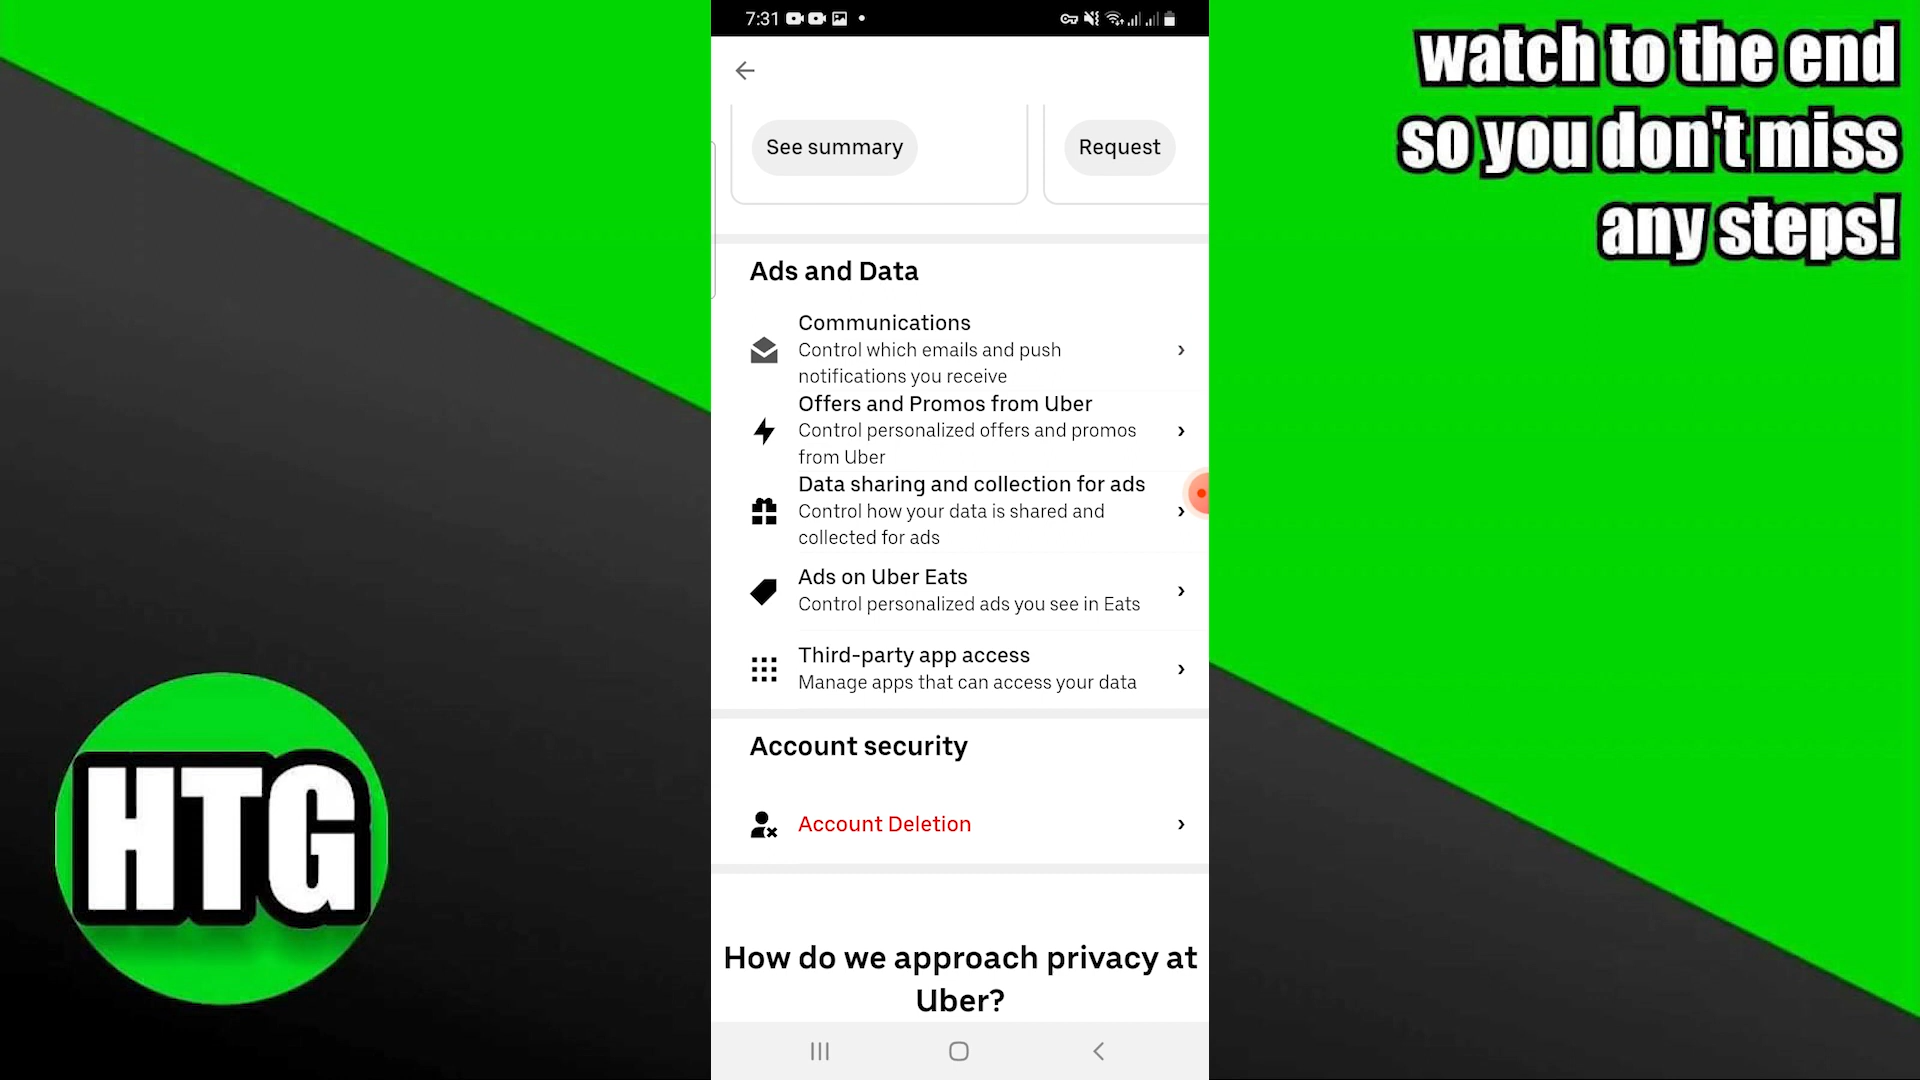 7:31
watch to the end
so you don't miss
any steps!
See summary
Request
Ads and Data
Communications
Control which emails and push
notifications you receive
Offers and Promos from Uber
Control personalized offers and promos
from Uber
Data sharing and collection for ads
Control how your data is shared and
collected for ads
Ads on Uber Eats
Control personalized ads you see in Eats
Third-party app access
Manage apps that can access your data
Account security
Account Deletion
HTG
How do we approach privacy at
Uber?